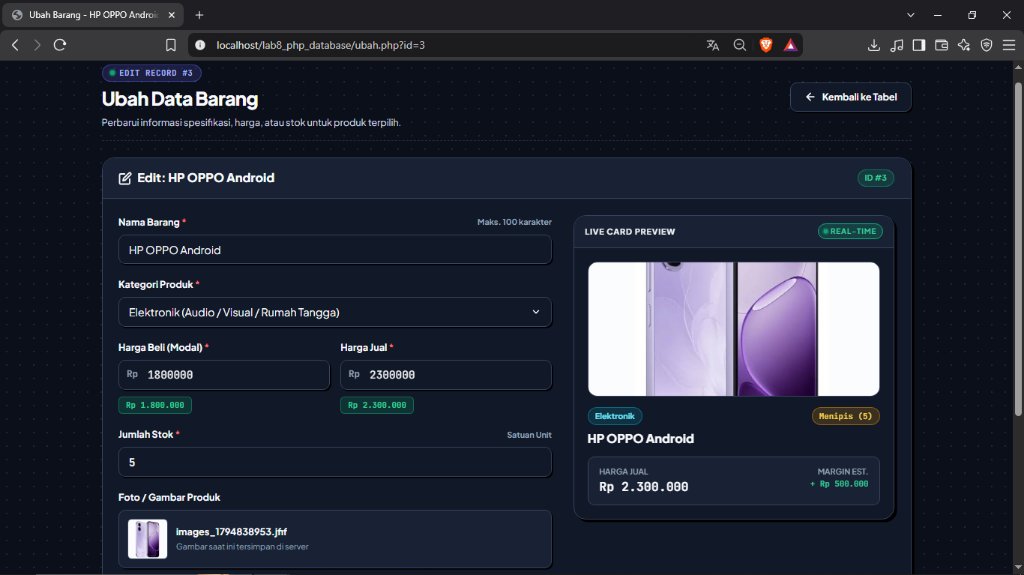 Ubah Barang - HP OPPO Androi
localhost/lab8_php_database/ubah.php?id=3
EDIT RECORD #3
Ubah Data Barang
Perbarui informasi spesifikasi, harga, atau stok untuk produk terpilih.
← Kembali ke Tabel
Edit: HP OPPO Android
ID #3
Nama Barang *
Maks. 100 karakter
HP OPPO Android
Kategori Produk *
Elektronik (Audio / Visual / Rumah Tangga)
Harga Beli (Modal) *
Harga Jual *
Rp 1800000
Rp 2300000
Rp 1.800.000
Rp 2.300.000
Jumlah Stok *
Satuan Unit
5
Foto / Gambar Produk
images_1794838953.jfif
Gambar saat ini tersimpan di server
LIVE CARD PREVIEW
REAL-TIME
Elektronik
Menipis (5)
HP OPPO Android
HARGA JUAL
MARGIN EST.
Rp 2.300.000
+ Rp 500.000